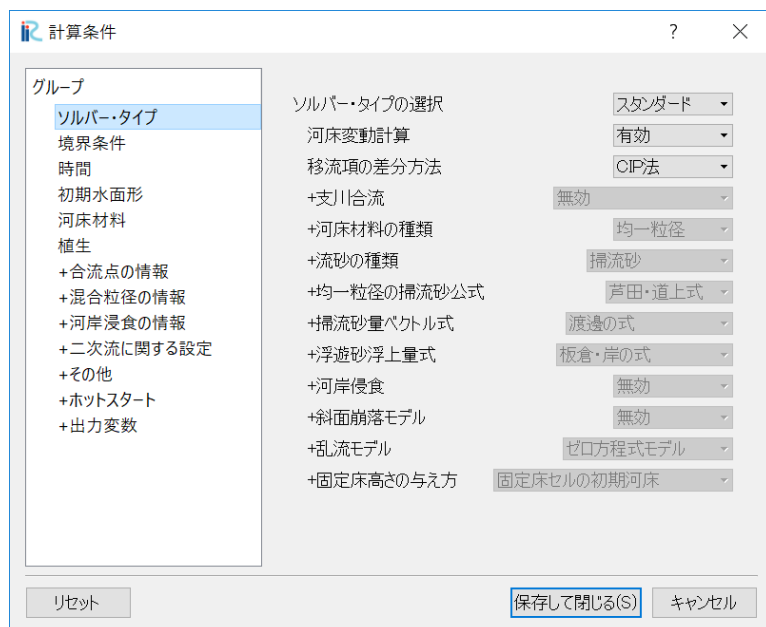 iRIC 計算条件 ? ×
グループ
ソルバー・タイプ
境界条件
時間
初期水面形
河床材料
植生
+合流点の情報
+混合粒径の情報
+河岸浸食の情報
+二次流に関する設定
+その他
+ホットスタート
+出力変数
ソルバー・タイプの選択 スタンダード
河床変動計算 有効
移流項の差分方法 CIP法
+支川合流 無効
+河床材料の種類 均一粒径
+流砂の種類 掃流砂
+均一粒径の掃流砂公式 芦田・道上式
+掃流砂量ベクトル式 渡邊の式
+浮遊砂浮上量式 板倉・岸の式
+河岸侵食 無効
+斜面崩落モデル 無効
+乱流モデル ゼロ方程式モデル
+固定床高さの与え方 固定床セルの初期河床
リセット 保存して閉じる(S) キャンセル